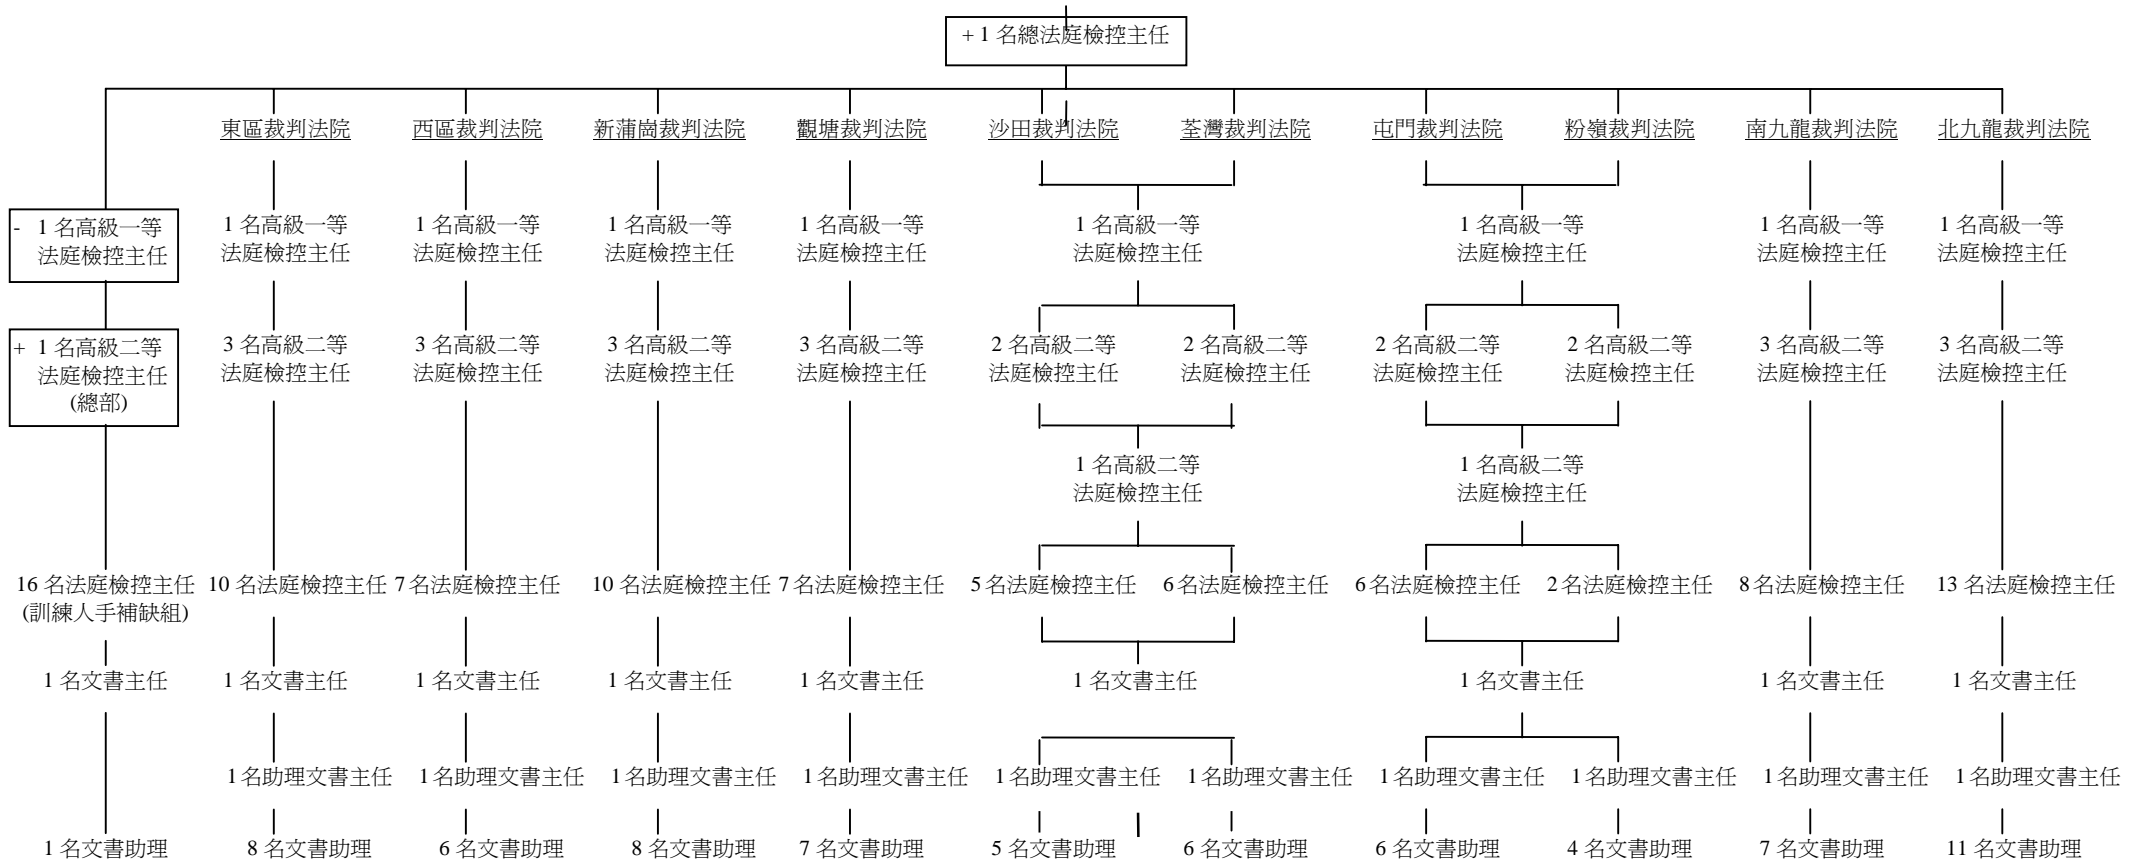 + 1 名總法庭檢控主任
東區裁判法院 西區裁判法院 新蒲崗裁判法院 觀塘裁判法院 沙田裁判法院 荃灣裁判法院 屯門裁判法院 粉嶺裁判法院 南九龍裁判法院 北九龍裁判法院
- 1 名高級一等 1 名高級一等 1 名高級一等 1 名高級一等 1 名高級一等 1 名高級一等 1 名高級一等 1 名高級一等 1 名高級一等
法庭檢控主任 法庭檢控主任 法庭檢控主任 法庭檢控主任 法庭檢控主任 法庭檢控主任 法庭檢控主任 法庭檢控主任 法庭檢控主任
+ 1 名高級二等 3 名高級二等 3 名高級二等 3 名高級二等 3 名高級二等 2 名高級二等 2 名高級二等 2 名高級二等 2 名高級二等 3 名高級二等 3 名高級二等
法庭檢控主任 法庭檢控主任 法庭檢控主任 法庭檢控主任 法庭檢控主任 法庭檢控主任 法庭檢控主任 法庭檢控主任 法庭檢控主任 法庭檢控主任 法庭檢控主任
(總部)
1 名高級二等 1 名高級二等
法庭檢控主任 法庭檢控主任
16 名法庭檢控主任 10 名法庭檢控主任 7 名法庭檢控主任 10 名法庭檢控主任 7 名法庭檢控主任 5 名法庭檢控主任 6 名法庭檢控主任 6 名法庭檢控主任 2 名法庭檢控主任 8 名法庭檢控主任 13 名法庭檢控主任
(訓練人手補缺組)
1 名文書主任 1 名文書主任 1 名文書主任 1 名文書主任 1 名文書主任 1 名文書主任 1 名文書主任 1 名文書主任 1 名文書主任
1 名助理文書主任 1 名助理文書主任 1 名助理文書主任 1 名助理文書主任 1 名助理文書主任 1 名助理文書主任 1 名助理文書主任 1 名助理文書主任 1 名助理文書主任 1 名助理文書主任
1 名文書助理 8 名文書助理 6 名文書助理 8 名文書助理 7 名文書助理 5 名文書助理 6 名文書助理 6 名文書助理 4 名文書助理 7 名文書助理 11 名文書助理